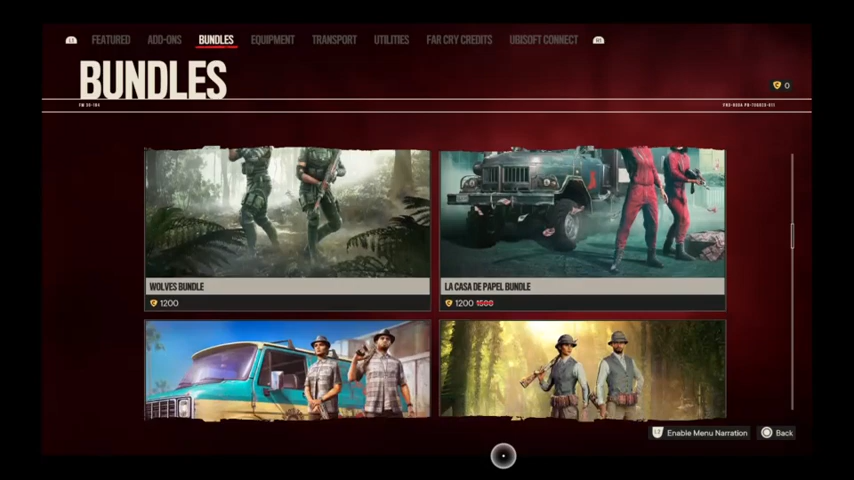 FEATURED ADD-ONS BUNDLES EQUIPMENT TRANSPORT UTILITIES FAR CRY CREDITS UBISOFT CONNECT
BUNDLES
0
WOLVES BUNDLE
1200
LA CASA DE PAPEL BUNDLE
1200 1500
Enable Menu Narration
Back